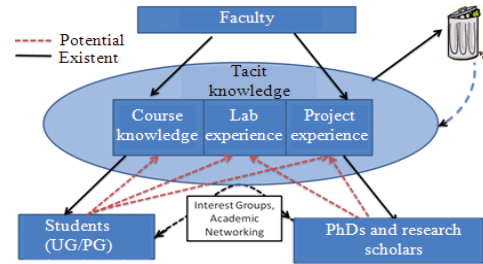 Faculty
Potential
Existent
Tacit
knowledge
Course
knowledge
Lab
experience
Project
experience
Interest Groups,
Academic
Networking
Students
(UG/PG)
PhDs and research
scholars